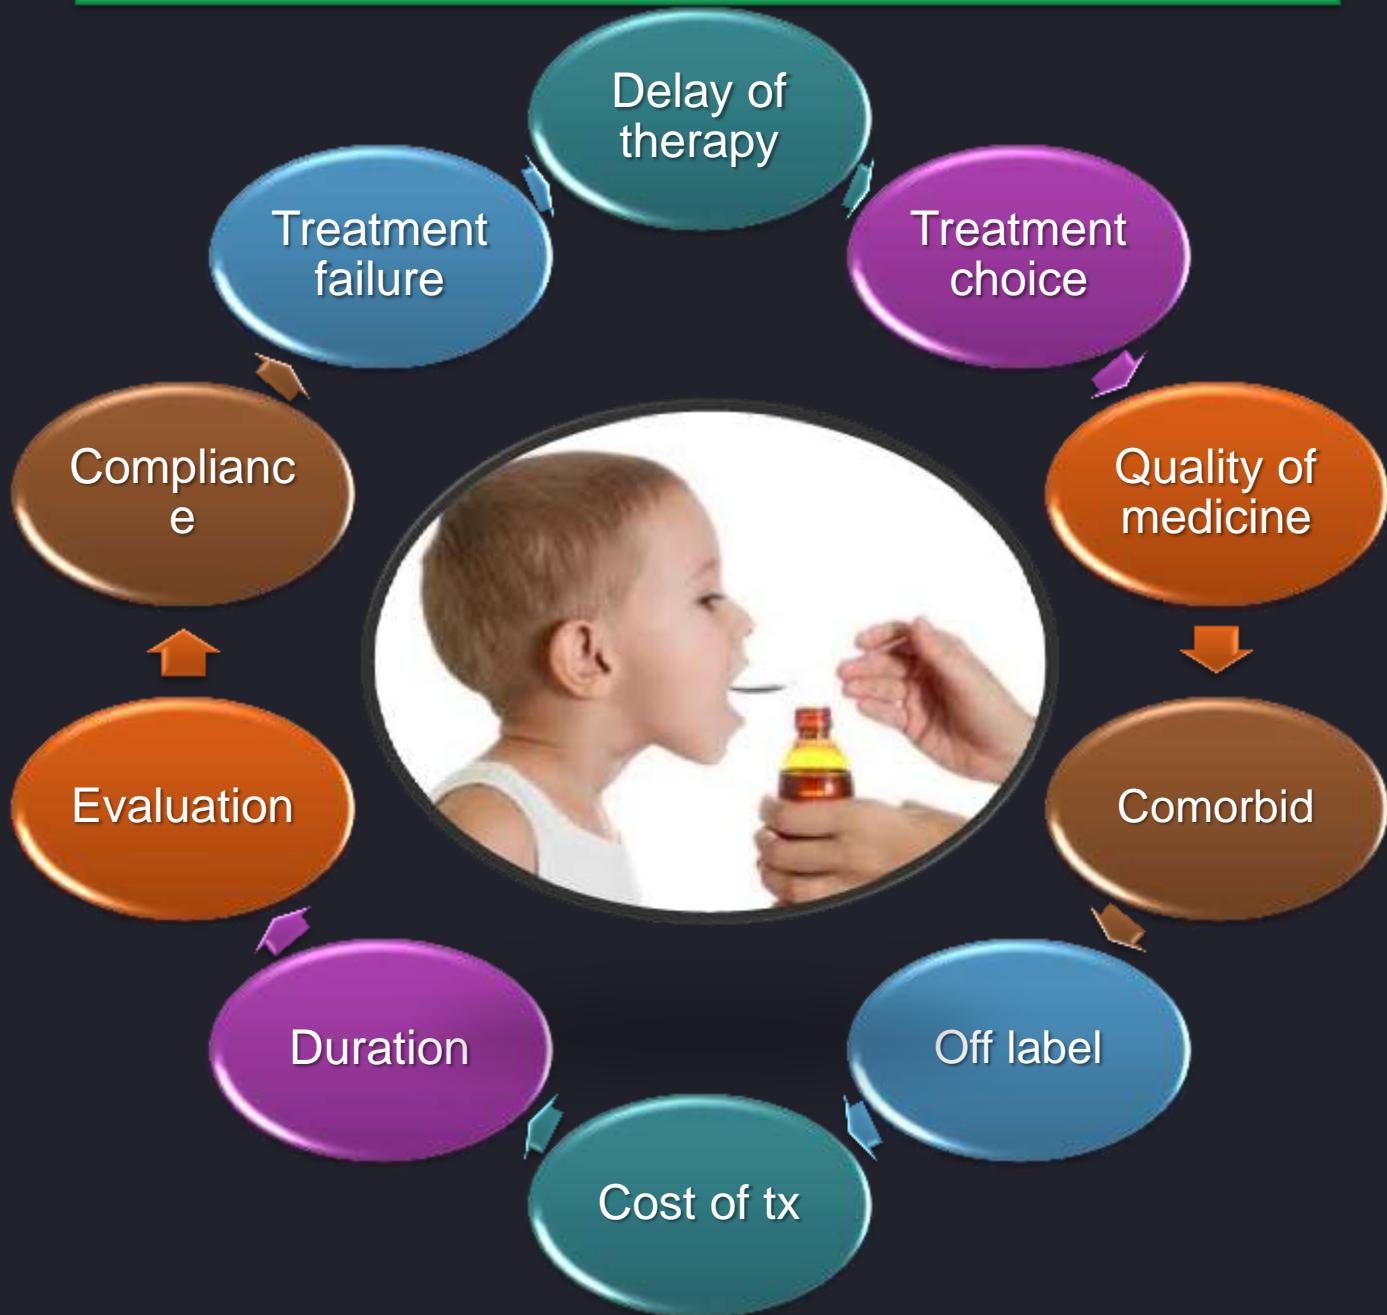 Delay of
therapy
Treatment
choice
Quality of
medicine
Comorbid
Off label
Cost of tx
Duration
Evaluation
Complianc
e
Treatment
failure